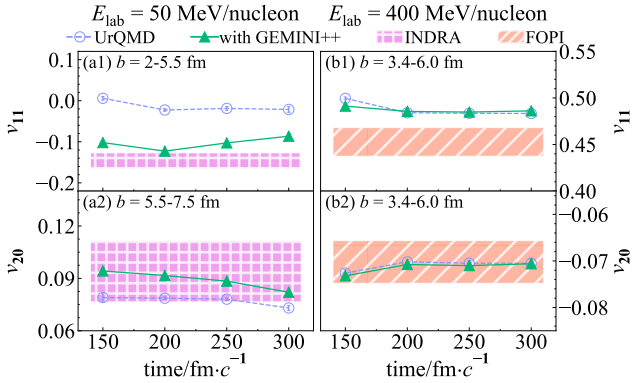 E_lab = 50 MeV/nucleon E_lab = 400 MeV/nucleon
UrQMD with GEMINI++ INDRA FOPI
(a1) b = 2-5.5 fm (b1) b = 3.4-6.0 fm
0.1 0.55
0.0 0.50
−0.1 0.45
−0.2 0.40
v₁₁ v₁₁
(a2) b = 5.5-7.5 fm (b2) b = 3.4-6.0 fm
0.12 −0.06
0.09 −0.07
0.06 −0.08
v₂₀ v₂₀
150 200 250 300 150 200 250 300
time/fm·c⁻¹ time/fm·c⁻¹